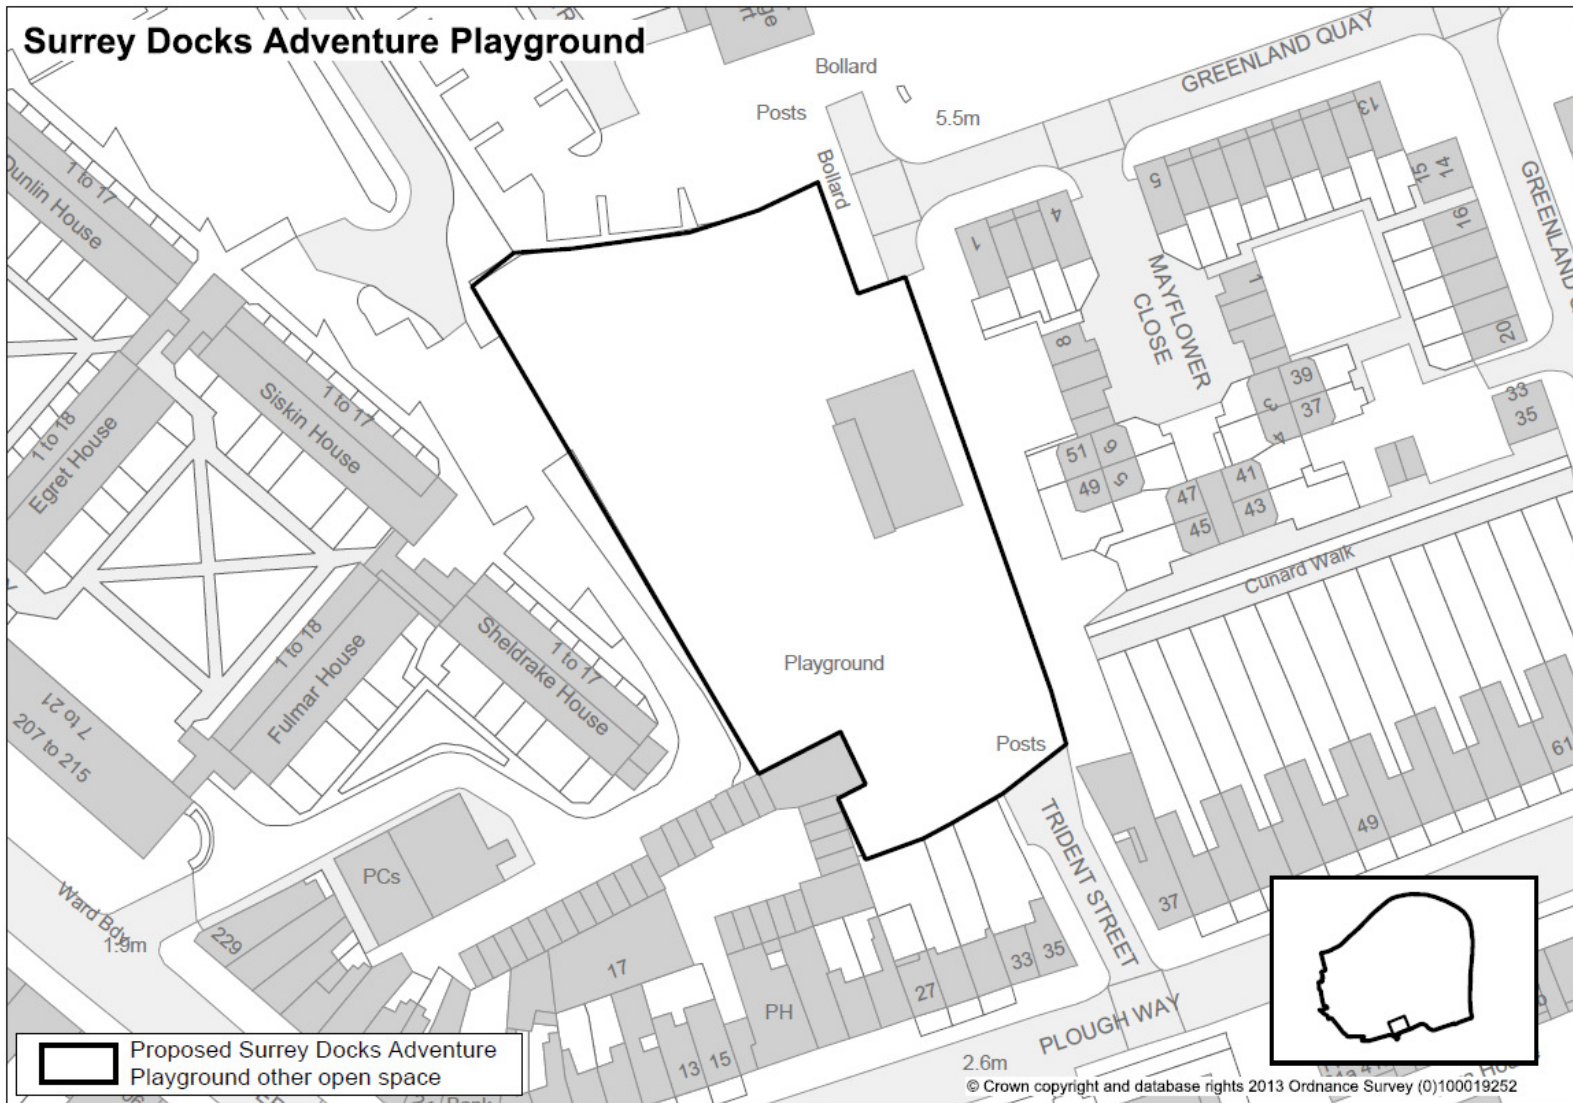 Surrey Docks Adventure Playground
Bollard
Posts
Bollard
5.5m
GREENLAND QUAY
13
5
15
14
16
20
GREENLAND
4
1
MAYFLOWER
CLOSE
1
8
39
3
37
4
33
35
51
6
49
5
47
41
45
43
Cunard Walk
1 to 17
Dunlin House
1 to 17
Siskin House
1 to 18
Egret House
1 to 18
Fulmar House
1 to 17
Sheldrake House
7 to 21
207 to 215
Playground
Posts
TRIDENT STREET
61
49
37
PCs
Ward Bdy
1.9m
229
17
PH
27
33
35
13
15
PLOUGH WAY
2.6m
Proposed Surrey Docks Adventure
Playground other open space
© Crown copyright and database rights 2013 Ordnance Survey (0)100019252